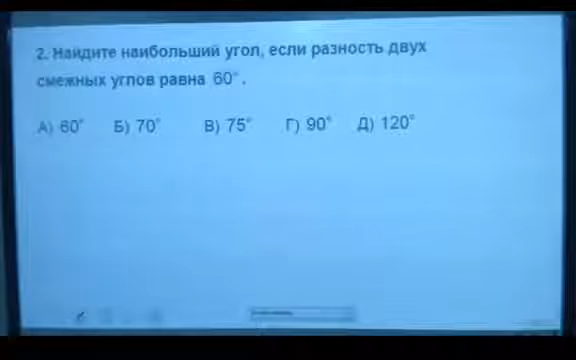 2. Найдите наибольший угол, если разность двух
смежных углов равна 60°.
А) 60° Б) 70° В) 75° Г) 90° Д) 120°